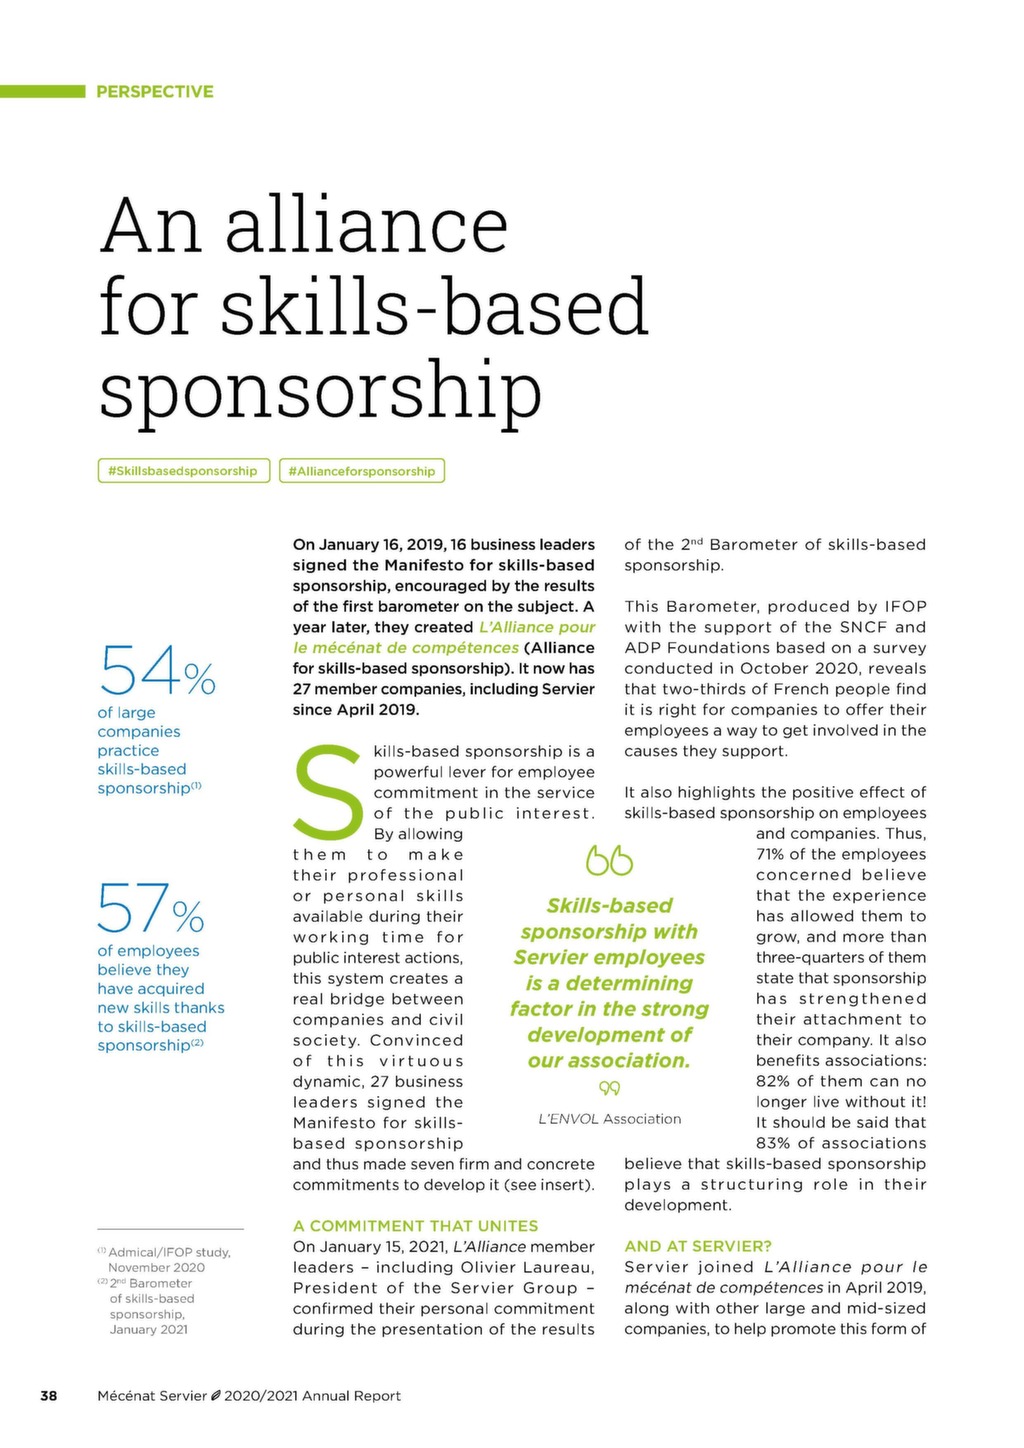 PERSPECTIVE
An alliance
for skills-based
sponsorship
#Skillsbasedsponsorship #Allianceforsponsorship
54%
of large
companies
practice
skills-based
sponsorship(1)
57%
of employees
believe they
have acquired
new skills thanks
to skills-based
sponsorship(2)
(1) Admical/IFOP study,
November 2020
(2) 2nd Barometer
of skills-based
sponsorship,
January 2021
On January 16, 2019, 16 business leaders
signed the Manifesto for skills-based
sponsorship, encouraged by the results
of the first barometer on the subject. A
year later, they created L'Alliance pour
le mécénat de compétences (Alliance
for skills-based sponsorship). It now has
27 member companies, including Servier
since April 2019.
Skills-based sponsorship is a
powerful lever for employee
commitment in the service
of the public interest.
By allowing
them to make
their professional
or personal skills
available during their
working time for
public interest actions,
this system creates a
real bridge between
companies and civil
society. Convinced
of this virtuous
dynamic, 27 business
leaders signed the
Manifesto for skills-
based sponsorship
and thus made seven firm and concrete
commitments to develop it (see insert).
A COMMITMENT THAT UNITES
On January 15, 2021, L'Alliance member
leaders – including Olivier Laureau,
President of the Servier Group –
confirmed their personal commitment
during the presentation of the results
of the 2nd Barometer of skills-based
sponsorship.
This Barometer, produced by IFOP
with the support of the SNCF and
ADP Foundations based on a survey
conducted in October 2020, reveals
that two-thirds of French people find
it is right for companies to offer their
employees a way to get involved in the
causes they support.
It also highlights the positive effect of
skills-based sponsorship on employees
and companies. Thus,
71% of the employees
concerned believe
that the experience
has allowed them to
grow, and more than
three-quarters of them
state that sponsorship
has strengthened
their attachment to
their company. It also
benefits associations:
82% of them can no
longer live without it!
It should be said that
83% of associations
believe that skills-based sponsorship
plays a structuring role in their
development.
AND AT SERVIER?
Servier joined L'Alliance pour le
mécénat de compétences in April 2019,
along with other large and mid-sized
companies, to help promote this form of
Skills-based
sponsorship with
Servier employees
is a determining
factor in the strong
development of
our association.
L'ENVOL Association
38 Mécénat Servier 2020/2021 Annual Report